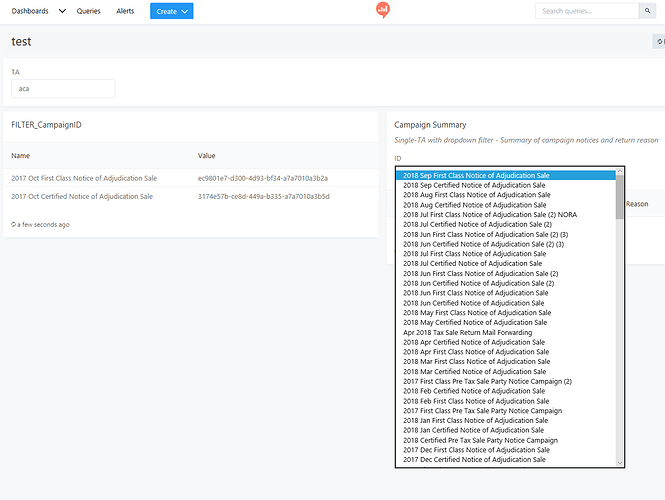 Dashboards Queries Alerts Create Search queries...
test
TA
aca
FILTER_CampaignID
Name Value
2017 Oct First Class Notice of Adjudication Sale ec9801e7-d300-4d93-bf34-a7a7010a3b2a
2017 Oct Certified Notice of Adjudication Sale 3174e57b-ce8d-449a-b335-a7a7010a3b5d
a few seconds ago
Campaign Summary
Single-TA with dropdown filter - Summary of campaign notices and return reason
ID
2018 Sep First Class Notice of Adjudication Sale
2018 Sep Certified Notice of Adjudication Sale
2018 Aug First Class Notice of Adjudication Sale
2018 Aug Certified Notice of Adjudication Sale
2018 Jul First Class Notice of Adjudication Sale (2) NORA
2018 Jul Certified Notice of Adjudication Sale (2)
2018 Jun First Class Notice of Adjudication Sale (2) (3)
2018 Jun Certified Notice of Adjudication Sale (2) (3)
2018 Jul First Class Notice of Adjudication Sale
2018 Jul Certified Notice of Adjudication Sale
2018 Jun First Class Notice of Adjudication Sale (2)
2018 Jun Certified Notice of Adjudication Sale (2)
2018 Jun First Class Notice of Adjudication Sale
2018 Jun Certified Notice of Adjudication Sale
2018 May First Class Notice of Adjudication Sale
2018 May Certified Notice of Adjudication Sale
Apr 2018 Tax Sale Return Mail Forwarding
2018 Apr Certified Notice of Adjudication Sale
2018 Apr First Class Notice of Adjudication Sale
2018 Mar First Class Notice of Adjudication Sale
2018 Mar Certified Notice of Adjudication Sale
2017 First Class Pre Tax Sale Party Notice Campaign (2)
2018 Feb Certified Notice of Adjudication Sale
2018 Feb First Class Notice of Adjudication Sale
2017 First Class Pre Tax Sale Party Notice Campaign
2018 Jan First Class Notice of Adjudication Sale
2018 Jan Certified Notice of Adjudication Sale
2018 Certified Pre Tax Sale Party Notice Campaign
2017 Dec First Class Notice of Adjudication Sale
2017 Dec Certified Notice of Adjudication Sale
Reason